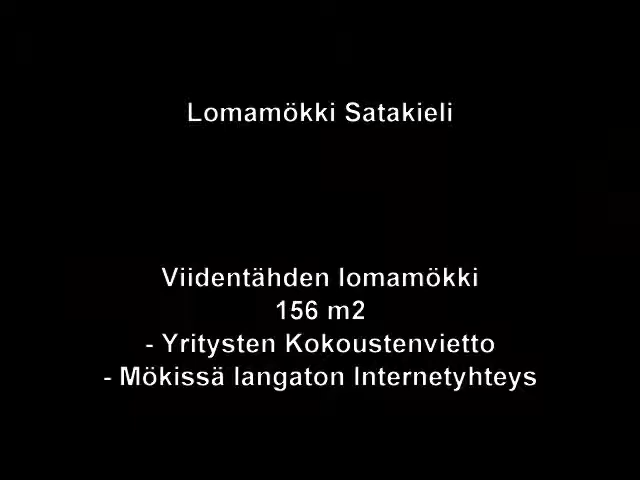 Lomamökki Satakieli
Viidentähden lomamökki
156 m2
- Yritysten Kokoustenvietto
- Mökissä langaton Internetyhteys